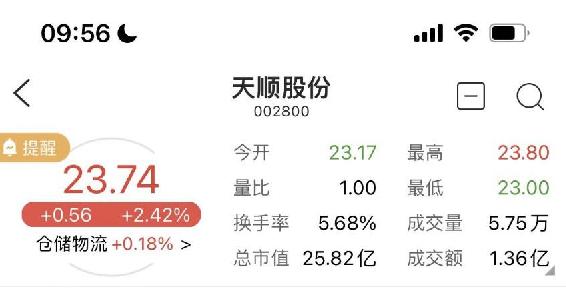 09:56
天顺股份
002800
提醒
23.74
+0.56 +2.42%
仓储物流 +0.18% >
今开 23.17 最高 23.80
量比 1.00 最低 23.00
换手率 5.68% 成交量 5.75万
总市值 25.82亿 成交额 1.36亿